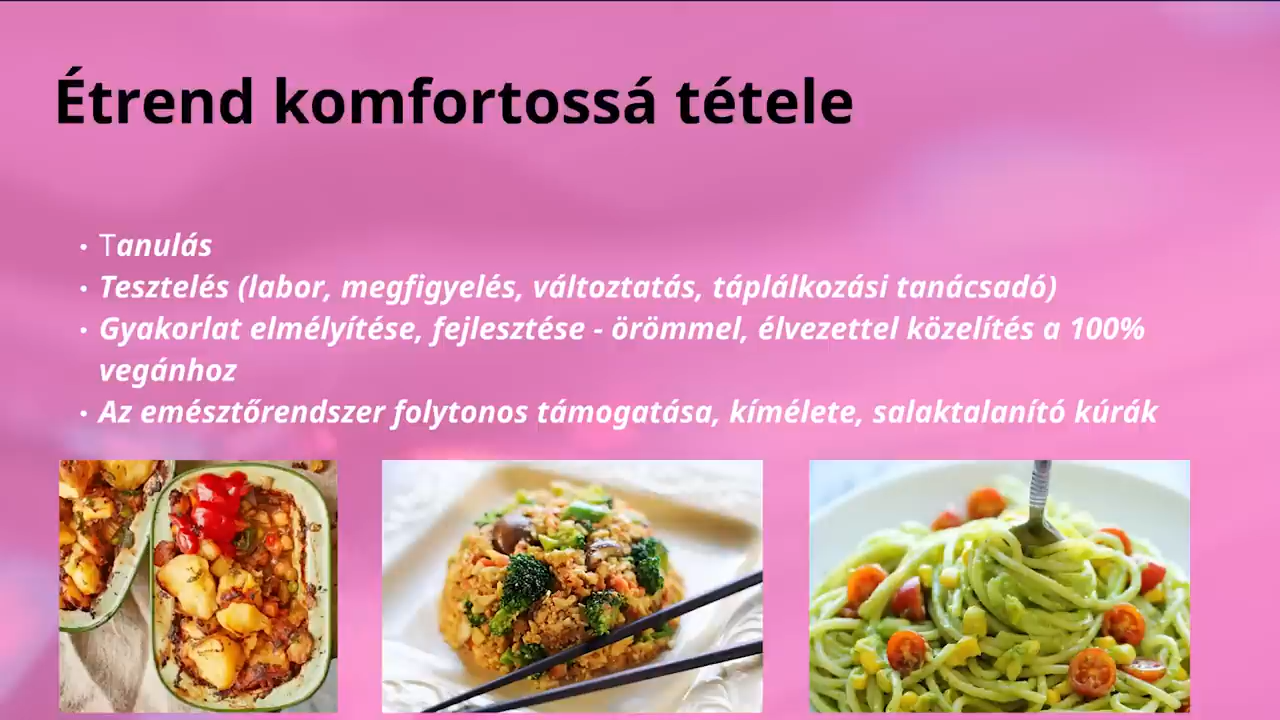 Étrend komfortossá tétele
• Tanulás
• Tesztelés (labor, megfigyelés, változtatás, táplálkozási tanácsadó)
• Gyakorlat elmélyítése, fejlesztése - örömmel, élvezettel közelítés a 100%
vegánhoz
• Az emésztőrendszer folytonos támogatása, kímélete, salaktalanító kúrák